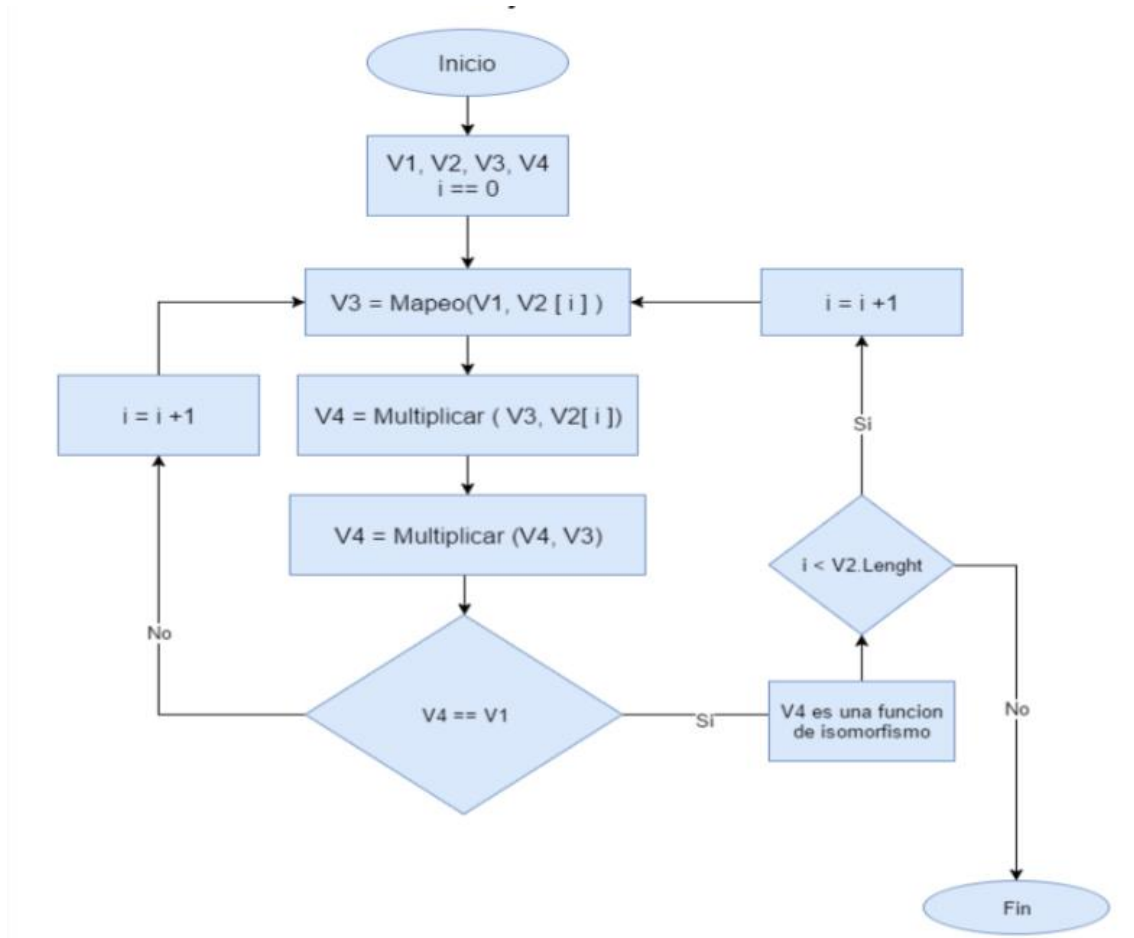 Inicio
V1, V2, V3, V4
i == 0
V3 = Mapeo(V1, V2 [ i ] )
i = i +1
i = i +1
V4 = Multiplicar ( V3, V2[ i ])
Si
V4 = Multiplicar (V4, V3)
i < V2.Lenght
No
V4 == V1
Si
V4 es una funcion
de isomorfismo
No
Fin